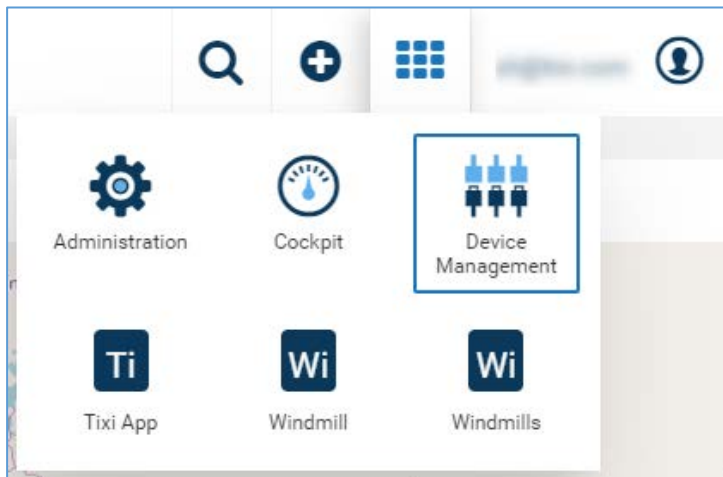 Administration
Cockpit
Device
Management
Ti
Wi
Wi
Tixi App
Windmill
Windmills